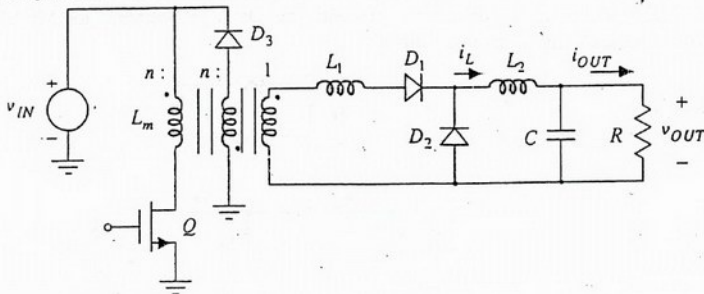 D3
n : n : 1 L1 D1 iL L2 iOUT
+ vIN −
Lm
D2 C R + vOUT −
Q